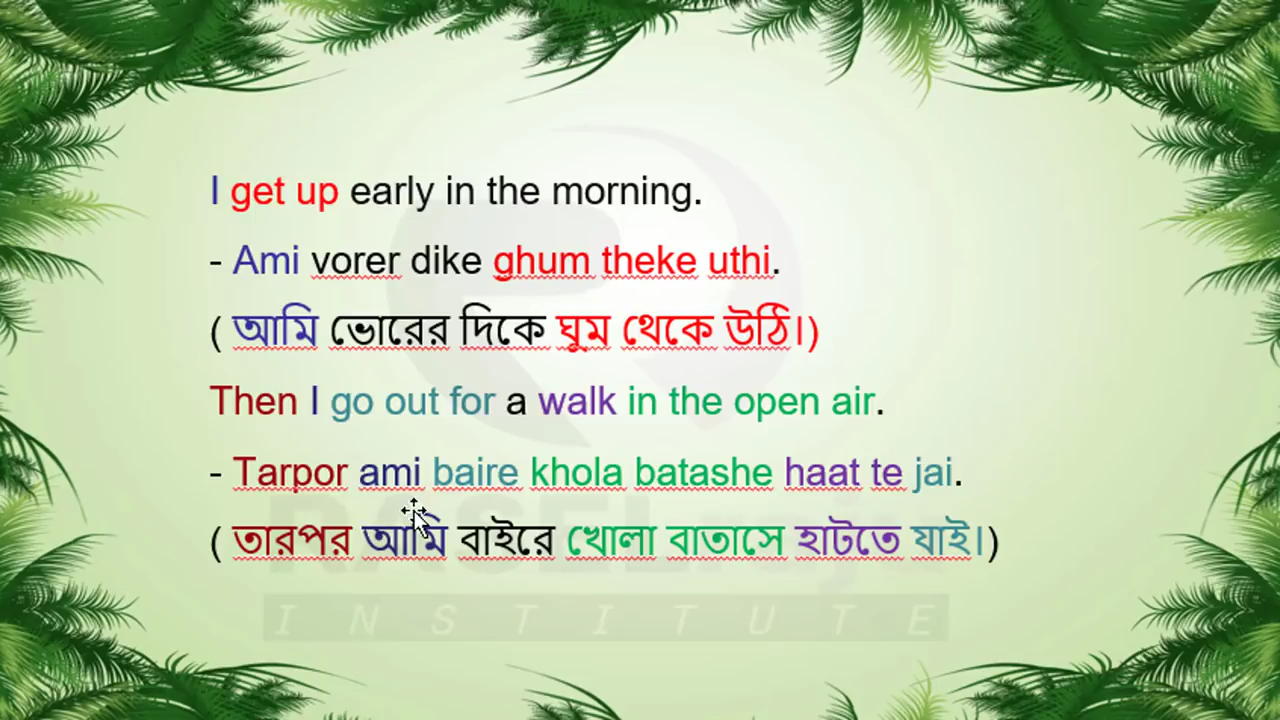 I get up early in the morning.
- Ami vorer dike ghum theke uthi.
( আমি ভোরের দিকে ঘুম থেকে উঠি।)
Then I go out for a walk in the open air.
- Tarpor ami baire khola batashe haat te jai.
( তারপর আমি বাইরে খোলা বাতাসে হাটতে যাই।)
INSTITUTE